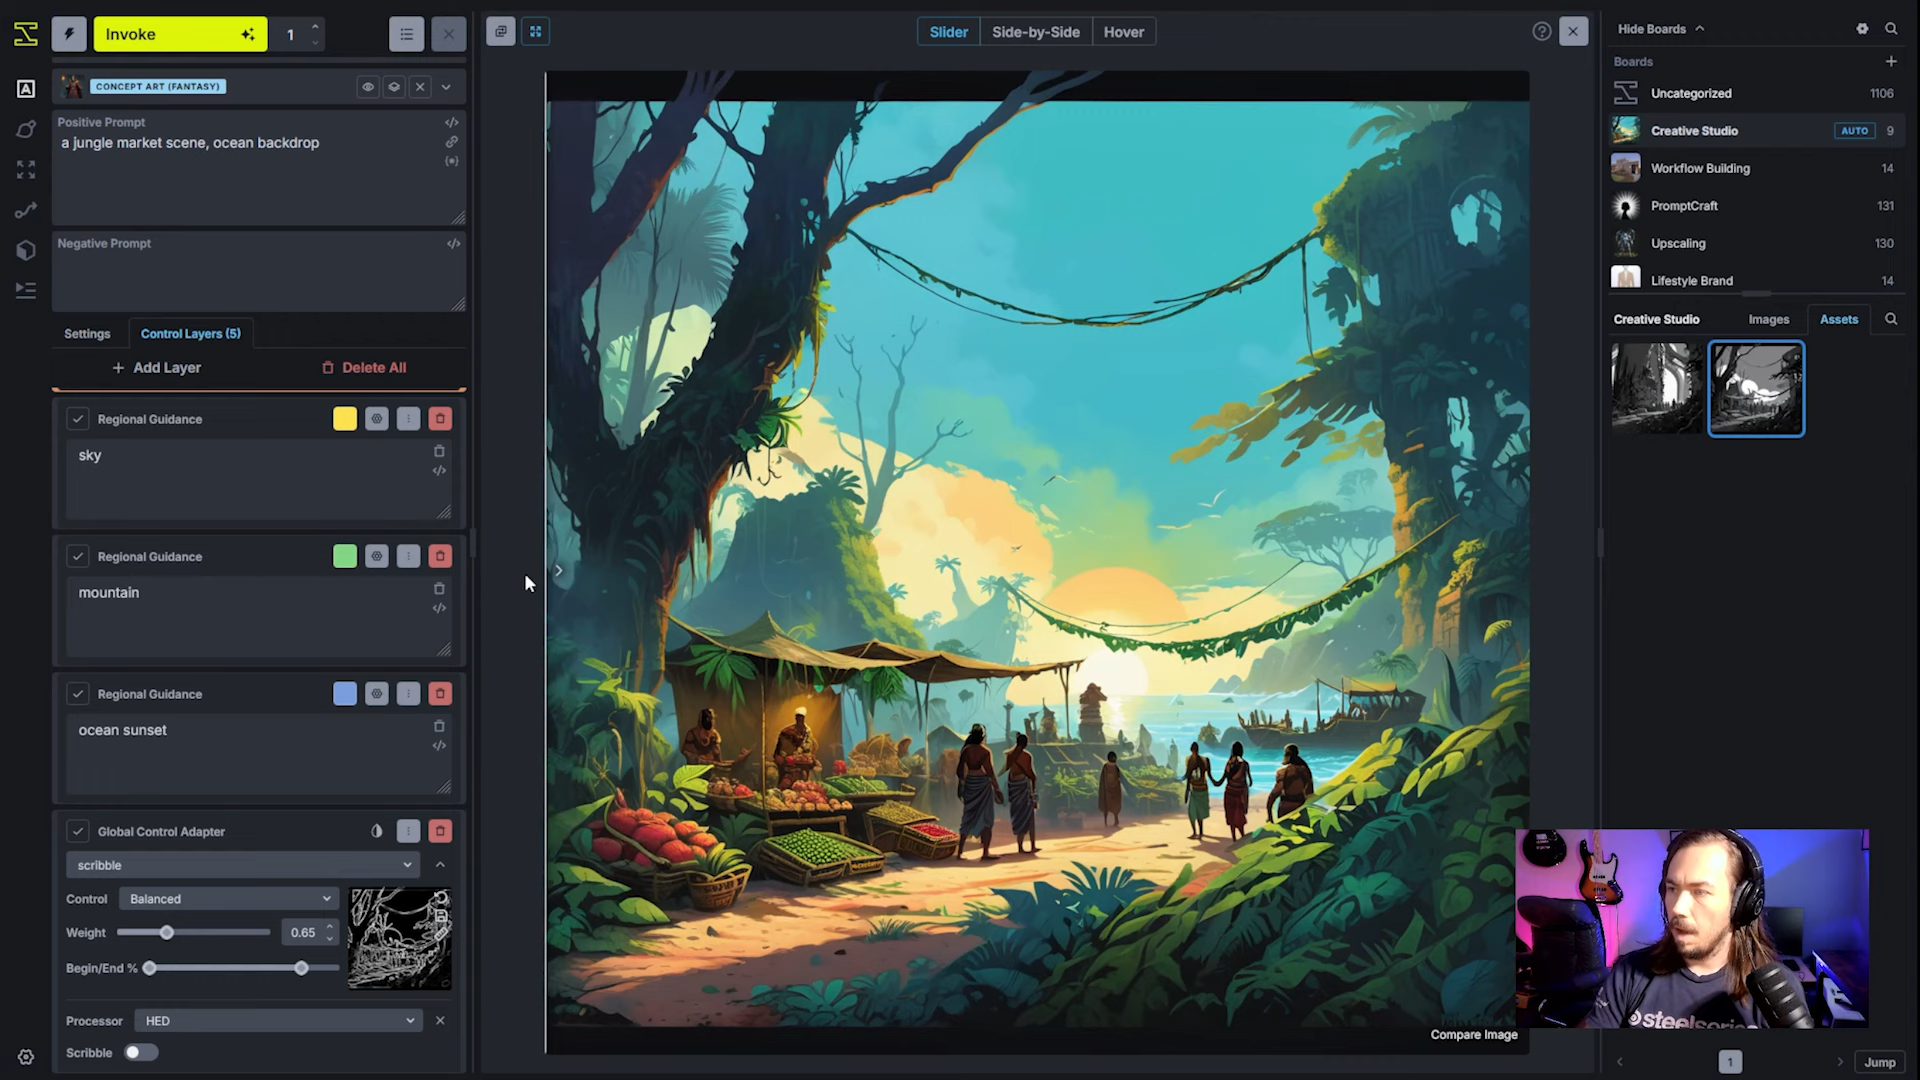 Invoke
1
CONCEPT ART (FANTASY)
Positive Prompt
a jungle market scene, ocean backdrop
Negative Prompt
Settings
Control Layers (5)
+ Add Layer
Delete All
Regional Guidance
sky
Regional Guidance
mountain
Regional Guidance
ocean sunset
Global Control Adapter
scribble
Control
Balanced
Weight
0.65
Begin/End %
Processor
HED
Scribble
Slider
Side-by-Side
Hover
Compare Image
Hide Boards
Boards
Uncategorized
1106
Creative Studio
AUTO
9
Workflow Building
14
PromptCraft
131
Upscaling
130
Lifestyle Brand
14
Creative Studio
Images
Assets
steelseries
1
Jump